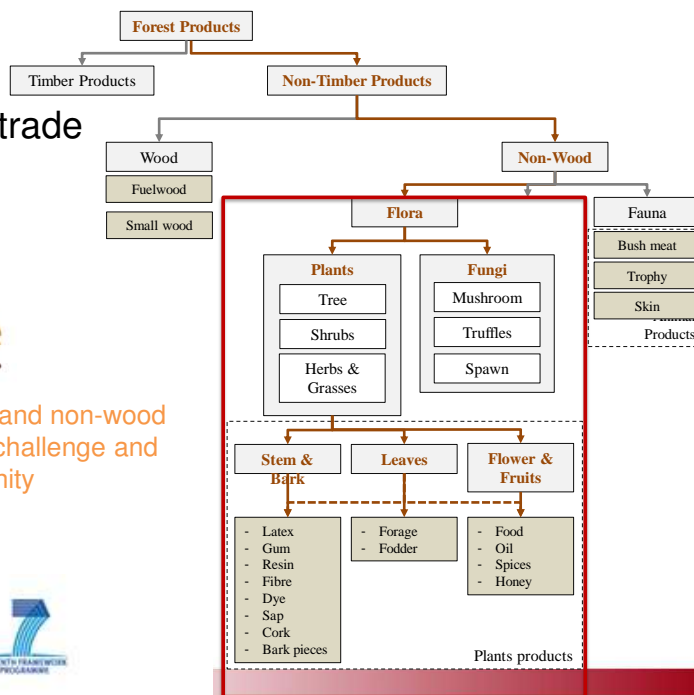 Forest Products
Timber Products
Non-Timber Products
trade
Wood
Non-Wood
Fuelwood
Small wood
Flora
Fauna
Bush meat
Trophy
Skin
Products
Plants
Tree
Shrubs
Herbs &
Grasses
Fungi
Mushroom
Truffles
Spawn
and non-wood
challenge and
Stem &
Bark
Leaves
Flower &
Fruits
- Latex
- Gum
- Resin
- Fibre
- Dye
- Sap
- Cork
- Bark pieces
- Forage
- Fodder
- Food
- Oil
- Spices
- Honey
Plants products
7
FRAMEWORK
PROGRAMME